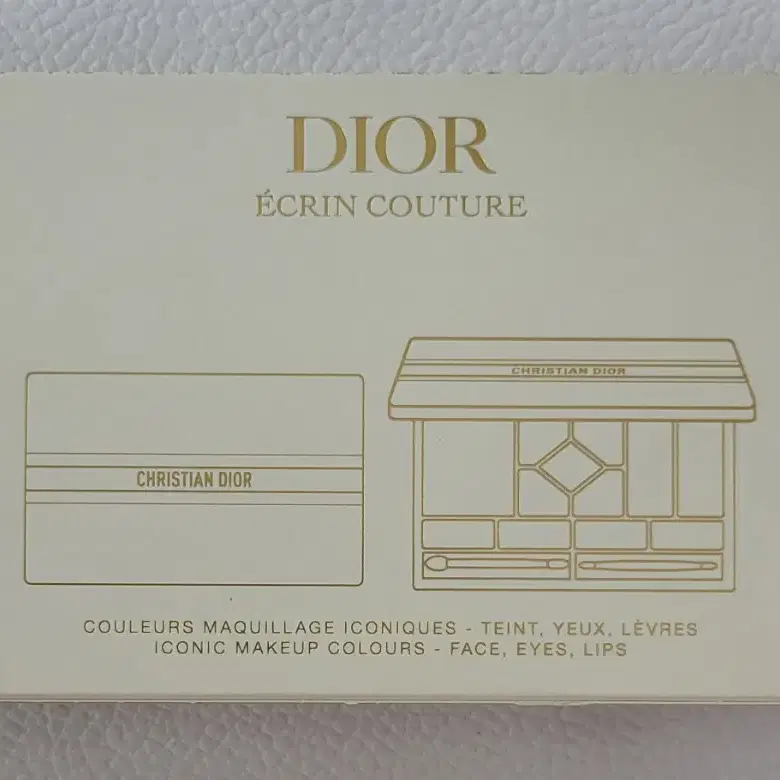 DIOR
ÉCRIN COUTURE
CHRISTIAN DIOR
CHRISTIAN DIOR
COULEURS MAQUILLAGE ICONIQUES - TEINT, YEUX, LÈVRES
ICONIC MAKEUP COLOURS - FACE, EYES, LIPS